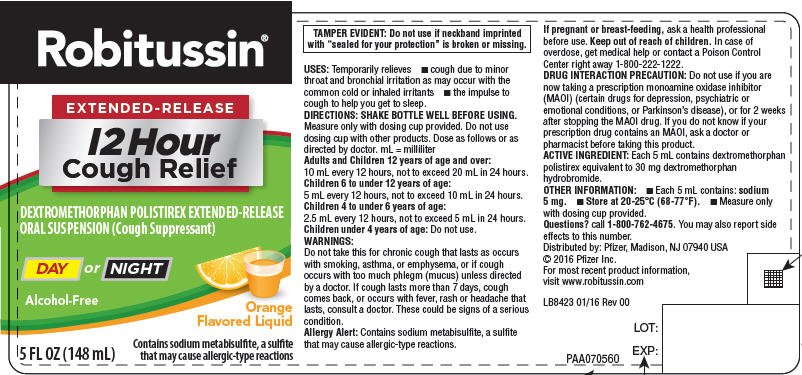 Robitussin®
EXTENDED-RELEASE
12 Hour
Cough Relief
DEXTROMETHORPHAN POLISTIREX EXTENDED-RELEASE
ORAL SUSPENSION (Cough Suppressant)
DAY or NIGHT
Alcohol-Free
Orange
Flavored Liquid
5 FL OZ (148 mL)
Contains sodium metabisulfite, a sulfite
that may cause allergic-type reactions
TAMPER EVIDENT: Do not use if neckband imprinted
with “sealed for your protection” is broken or missing.
USES: Temporarily relieves ■ cough due to minor
throat and bronchial irritation as may occur with the
common cold or inhaled irritants ■ the impulse to
cough to help you get to sleep.
DIRECTIONS: SHAKE BOTTLE WELL BEFORE USING.
Measure only with dosing cup provided. Do not use
dosing cup with other products. Dose as follows or as
directed by doctor. mL = milliliter
Adults and Children 12 years of age and over:
10 mL every 12 hours, not to exceed 20 mL in 24 hours.
Children 6 to under 12 years of age:
5 mL every 12 hours, not to exceed 10 mL in 24 hours.
Children 4 to under 6 years of age:
2.5 mL every 12 hours, not to exceed 5 mL in 24 hours.
Children under 4 years of age: Do not use.
WARNINGS:
Do not take this for chronic cough that lasts as occurs
with smoking, asthma, or emphysema, or if cough
occurs with too much phlegm (mucus) unless directed
by a doctor. If cough lasts more than 7 days, cough
comes back, or occurs with fever, rash or headache that
lasts, consult a doctor. These could be signs of a serious
condition.
Allergy Alert: Contains sodium metabisulfite, a sulfite
that may cause allergic-type reactions.
If pregnant or breast-feeding, ask a health professional
before use. Keep out of reach of children. In case of
overdose, get medical help or contact a Poison Control
Center right away 1-800-222-1222.
DRUG INTERACTION PRECAUTION: Do not use if you are
now taking a prescription monoamine oxidase inhibitor
(MAOI) (certain drugs for depression, psychiatric or
emotional conditions, or Parkinson’s disease), or for 2 weeks
after stopping the MAOI drug. If you do not know if your
prescription drug contains an MAOI, ask a doctor or
pharmacist before taking this product.
ACTIVE INGREDIENT: Each 5 mL contains dextromethorphan
polistirex equivalent to 30 mg dextromethorphan
hydrobromide.
OTHER INFORMATION: ■ Each 5 mL contains: sodium
5 mg. ■ Store at 20-25°C (68-77°F). ■ Measure only
with dosing cup provided.
Questions? call 1-800-762-4675. You may also report side
effects to this number.
Distributed by: Pfizer, Madison, NJ 07940 USA
© 2016 Pfizer Inc.
For most recent product information,
visit www.robitussin.com
LB8423 01/16 Rev 00
LOT:
EXP:
PAA070560